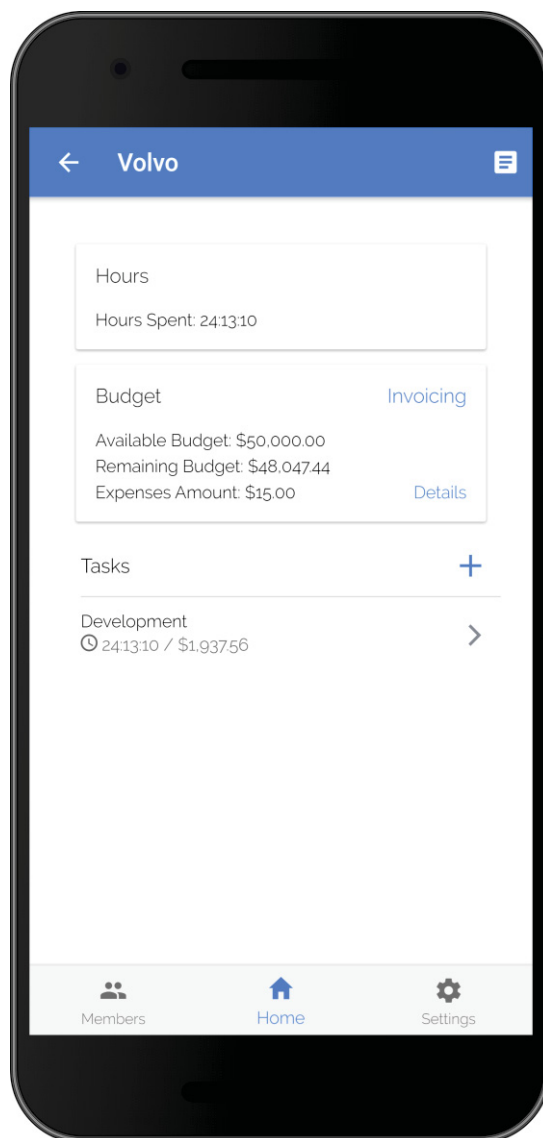 Volvo
Hours
Hours Spent: 24:13:10
Budget
Invoicing
Available Budget: $50,000.00
Remaining Budget: $48,047.44
Expenses Amount: $15.00
Details
Tasks
Development
24:13:10 / $1,937.56
Members
Home
Settings